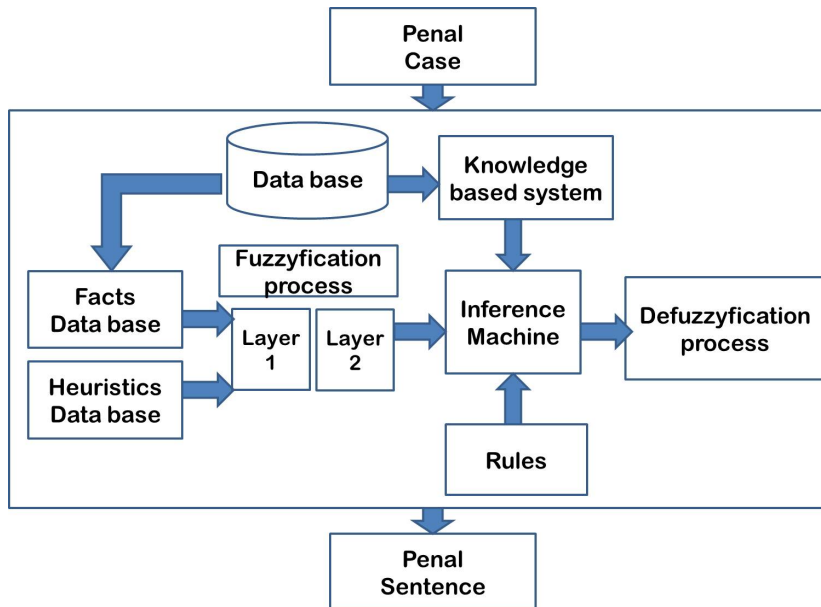 Penal
Case
Data base
Knowledge
based system
Fuzzyfication
process
Facts
Data base
Layer
1
Layer
2
Inference
Machine
Defuzzyfication
process
Heuristics
Data base
Rules
Penal
Sentence